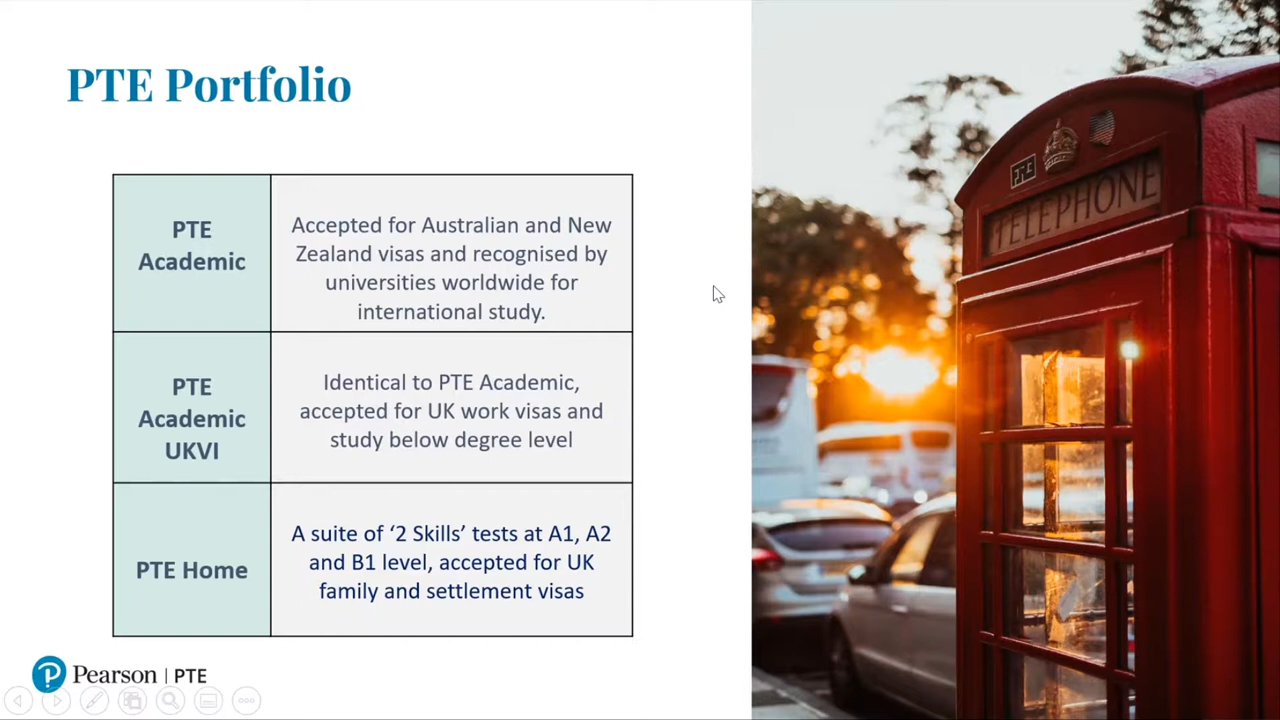 PTE Portfolio
PTE
Academic
Accepted for Australian and New
Zealand visas and recognised by
universities worldwide for
international study.
PTE
Academic
UKVI
Identical to PTE Academic,
accepted for UK work visas and
study below degree level
PTE Home
A suite of ‘2 Skills’ tests at A1, A2
and B1 level, accepted for UK
family and settlement visas
Pearson | PTE
PTE
TELEPHONE